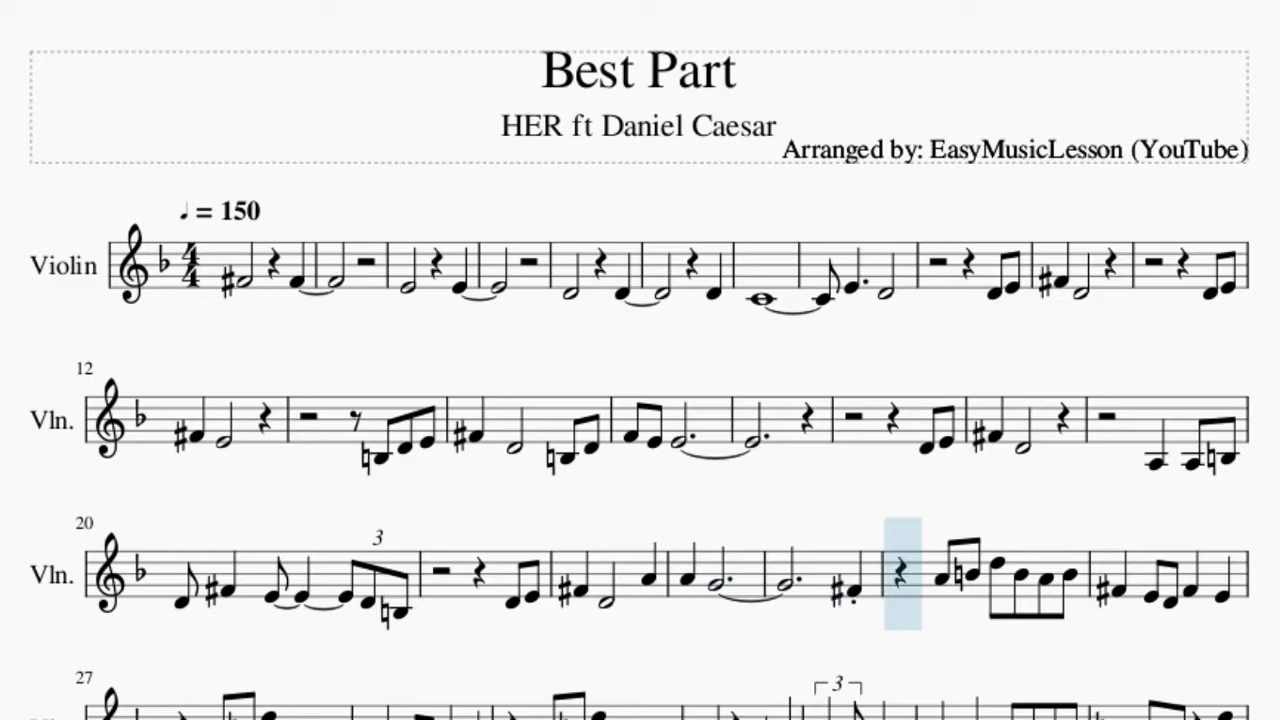 Best Part
HER ft Daniel Caesar
Arranged by: EasyMusicLesson (YouTube)
♩ = 150
Violin
4
4
12
Vln.
20
3
Vln.
27
3